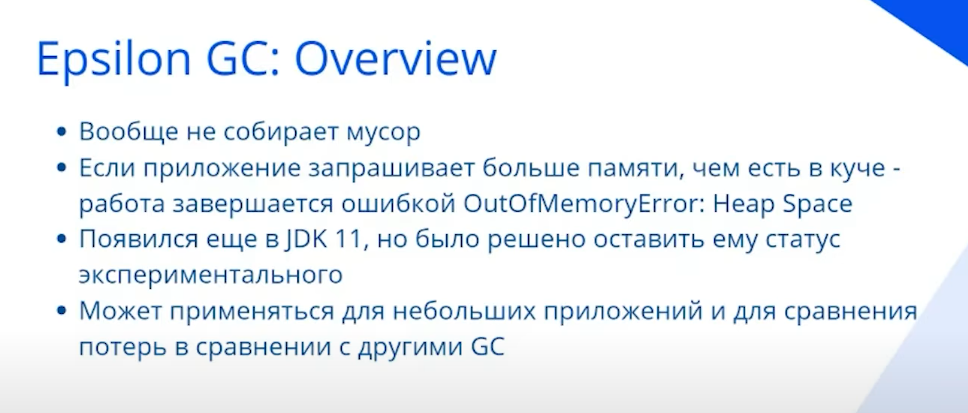 Epsilon GC: Overview
• Вообще не собирает мусор
• Если приложение запрашивает больше памяти, чем есть в куче -
работа завершается ошибкой OutOfMemoryError: Heap Space
• Появился еще в JDK 11, но было решено оставить ему статус
экспериментального
• Может применяться для небольших приложений и для сравнения
потерь в сравнении с другими GC